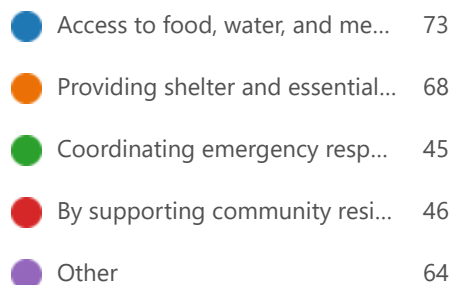 Access to food, water, and me... 73
Providing shelter and essential... 68
Coordinating emergency resp... 45
By supporting community resi... 46
Other 64